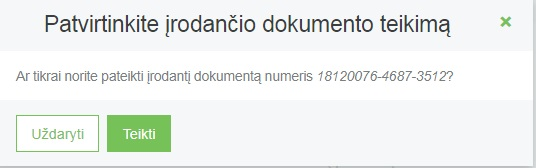 Patvirtinkite įrodančio dokumento teikimą
Ar tikrai norite pateikti įrodantį dokumentą numeris 18120076-4687-3512?
Uždaryti Teikti